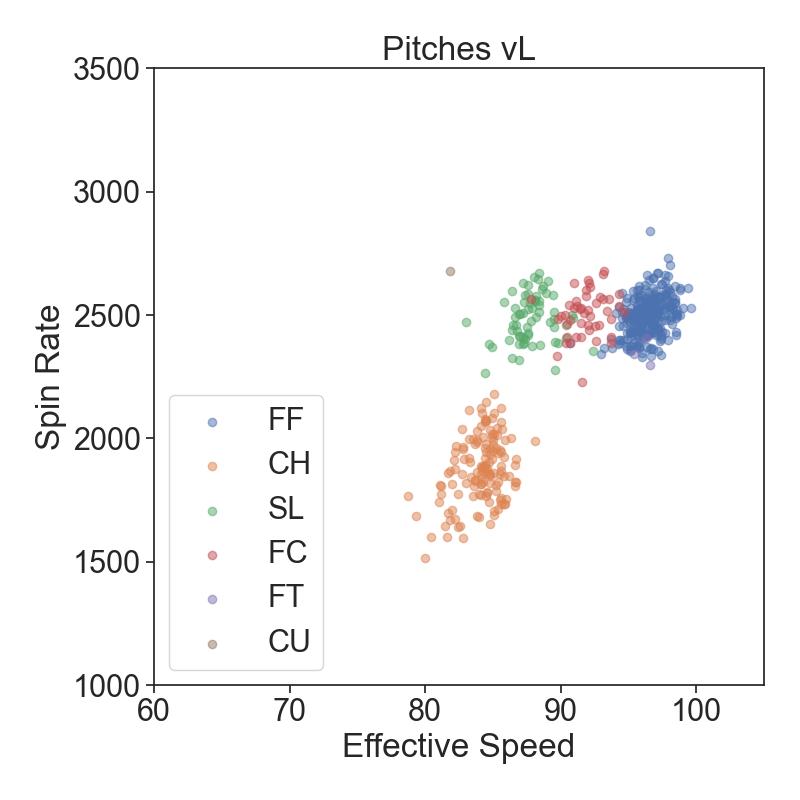 Pitches vL
3500
3000
2500
2000
1500
1000
Spin Rate
FF
CH
SL
FC
FT
CU
60
70
80
90
100
Effective Speed